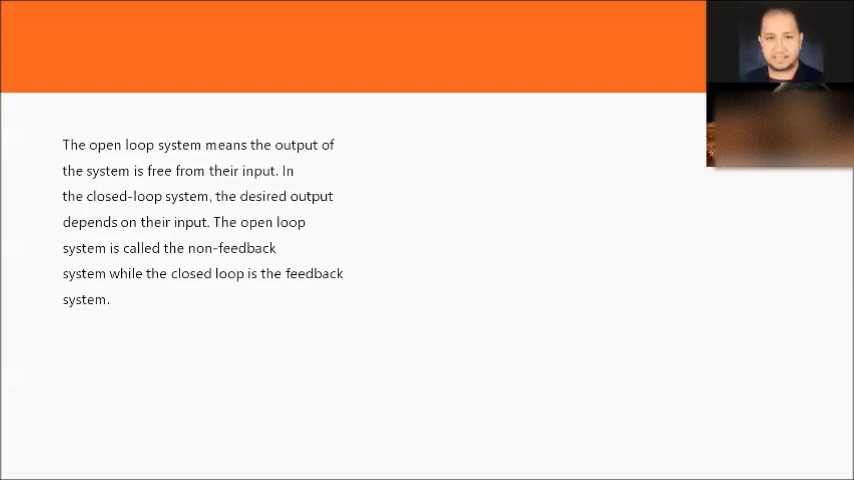 The open loop system means the output of
the system is free from their input. In
the closed-loop system, the desired output
depends on their input. The open loop
system is called the non-feedback
system while the closed loop is the feedback
system.